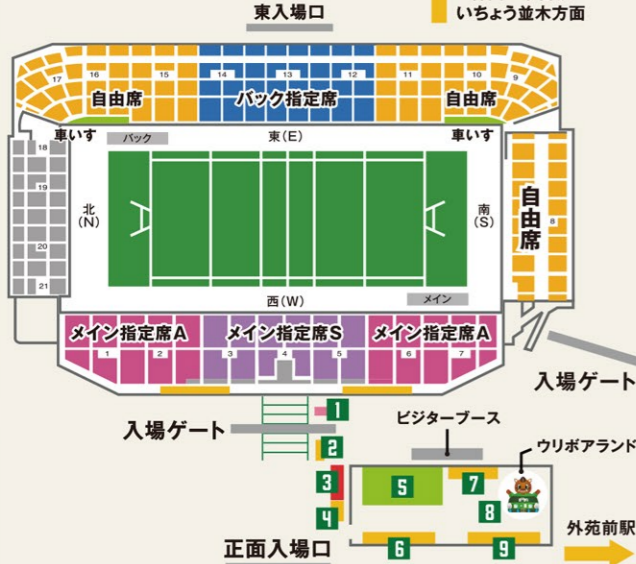 東入場口
いちょう並木方面
17
16
15
14
13
12
11
10
9
自由席
バック指定席
自由席
車いす
バック
東(E)
車いす
18
19
20
21
北
(N)
南
(S)
自由席
8
西(W)
メイン
メイン指定席A
メイン指定席S
メイン指定席A
1
2
3
4
5
6
7
入場ゲート
入場ゲート
1
2
3
4
ビジターブース
ウリボアランド
5
7
8
6
9
正面入場口
外苑前駅